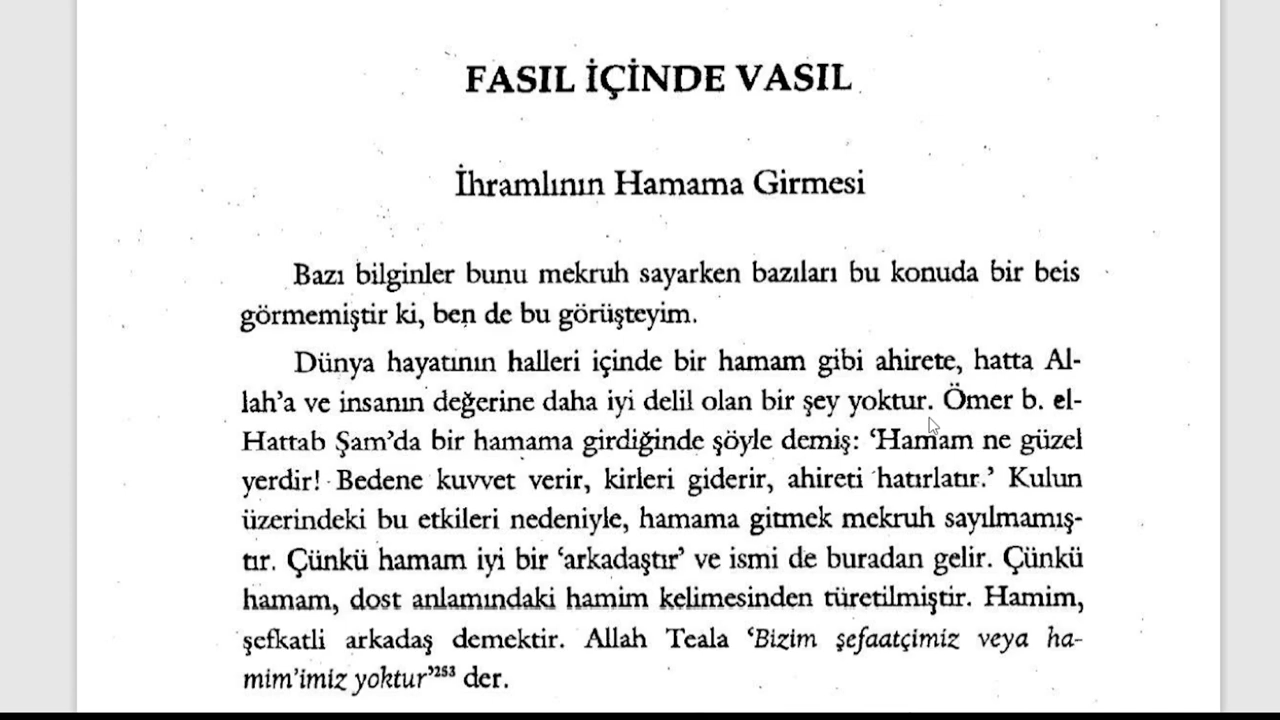 FASIL İÇİNDE VASIL
İhramlının Hamama Girmesi
Bazı bilginler bunu mekruh sayarken bazıları bu konuda bir beis
görmemiştir ki, ben de bu görüşteyim.
Dünya hayatının halleri içinde bir hamam gibi ahirete, hatta Al-
lah'a ve insanın değerine daha iyi delil olan bir şey yoktur. Ömer b. el-
Hattab Şam'da bir hamama girdiğinde şöyle demiş: 'Hamam ne güzel
yerdir! Bedene kuvvet verir, kirleri giderir, ahireti hatırlatır.' Kulun
üzerindeki bu etkileri nedeniyle, hamama gitmek mekruh sayılmamış-
tır. Çünkü hamam iyi bir 'arkadaştır' ve ismi de buradan gelir. Çünkü
hamam, dost anlamındaki hamim kelimesinden türetilmiştir. Hamim,
şefkatli arkadaş demektir. Allah Teala 'Bizim şefaatçimiz veya ha-
mim'imiz yoktur'253 der.